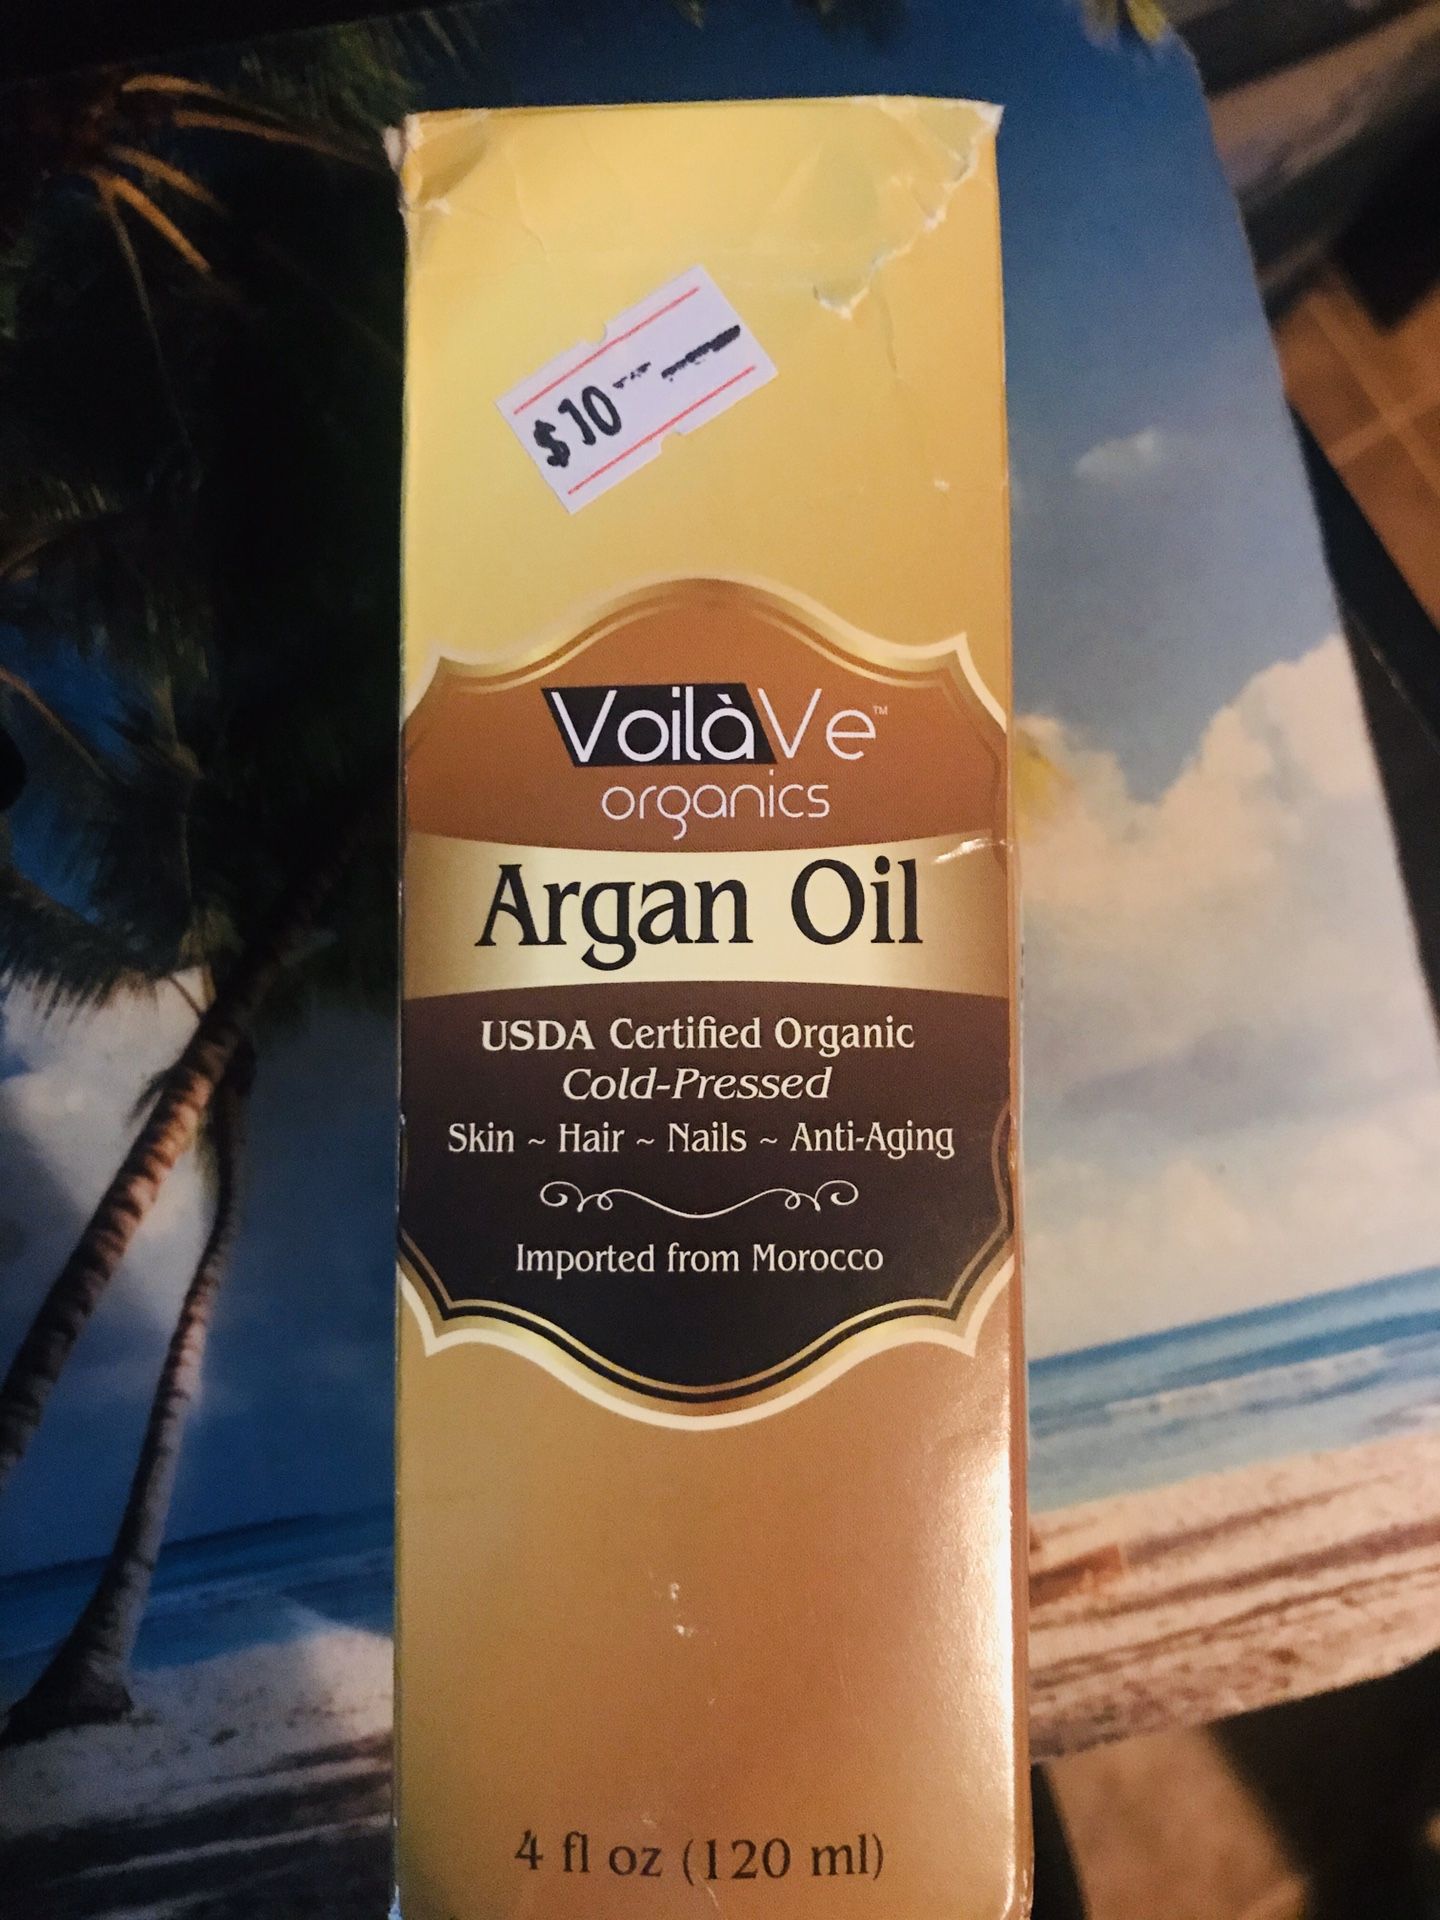 $10---
VoilàVe™
organics
Argan Oil
USDA Certified Organic
Cold-Pressed
Skin ~ Hair ~ Nails ~ Anti-Aging
Imported from Morocco
4 fl oz (120 ml)